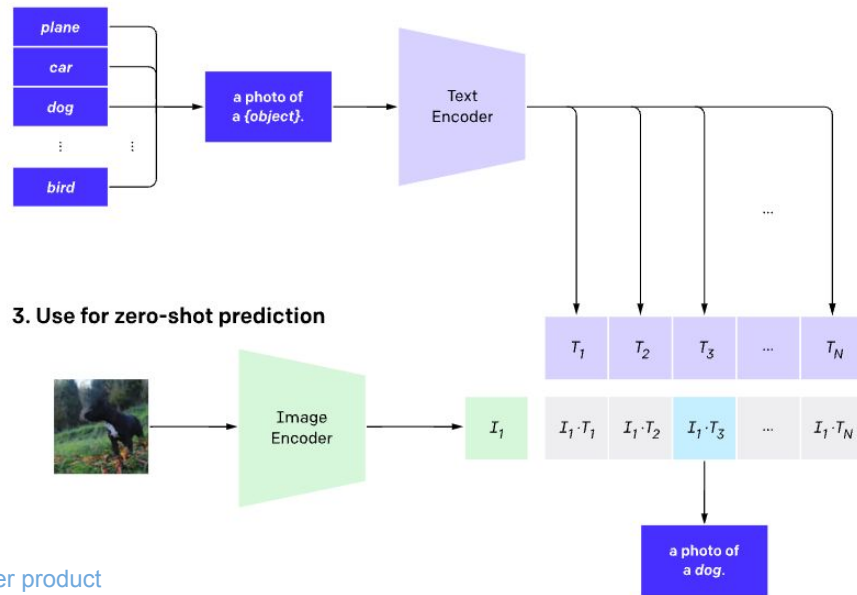 plane
car
dog
⋮ ⋮
bird
a photo of
a {object}.
Text
Encoder
...
3. Use for zero-shot prediction
T1 T2 T3 ... TN
Image
Encoder
I1
I1·T1 I1·T2 I1·T3 ... I1·TN
a photo of
a dog.
product